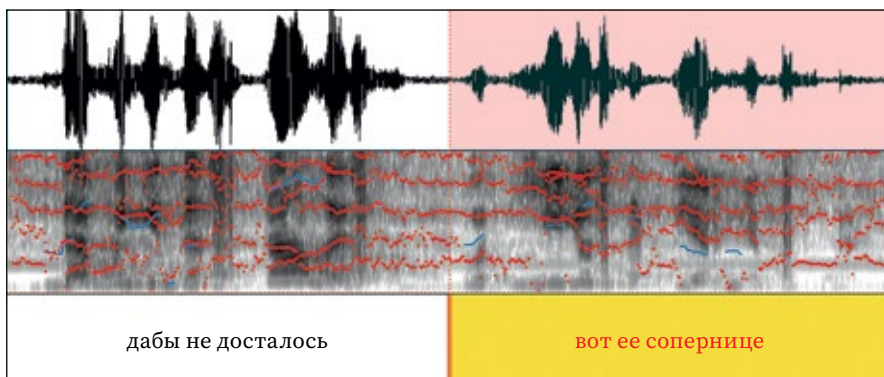 дабы не досталось
вот ее сопернице